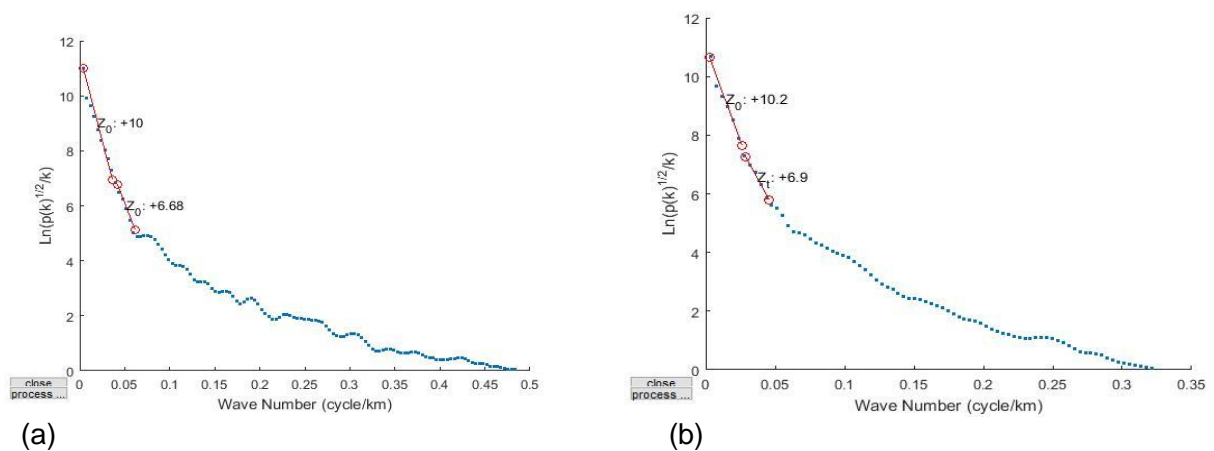 12
10
8
6
4
2
0
Ln(p(k)^1/2/k)
Z₀: +10
Z₀: +6.68
0 0.05 0.1 0.15 0.2 0.25 0.3 0.35 0.4 0.45 0.5
Wave Number (cycle/km)
close
process ...
(a)
12
10
8
6
4
2
0
Ln(p(k)^1/2/k)
Z₀: +10.2
Zₜ: +6.9
0 0.05 0.1 0.15 0.2 0.25 0.3 0.35
Wave Number (cycle/km)
close
process ...
(b)